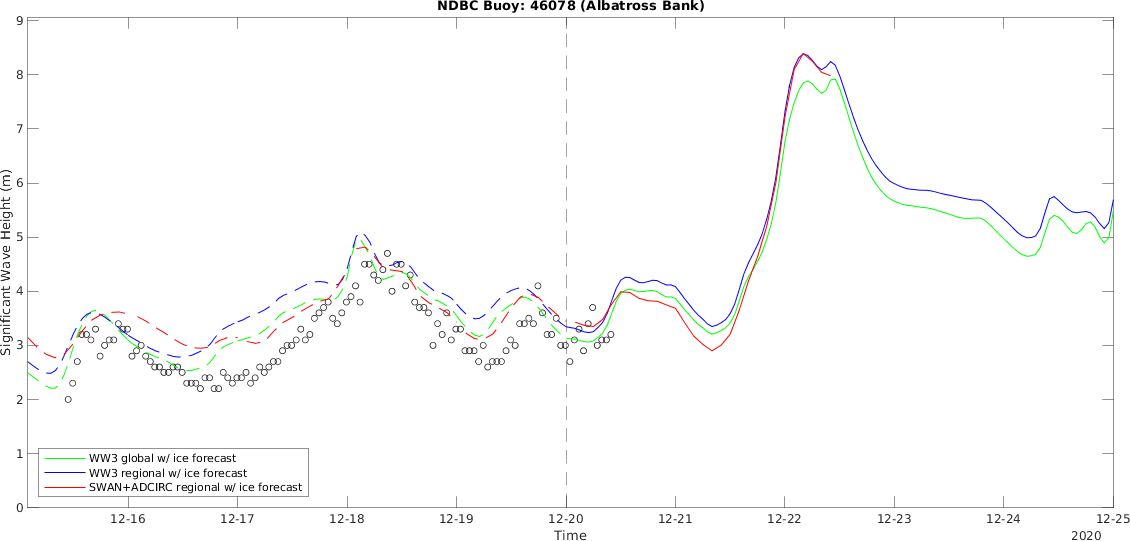 NDBC Buoy: 46078 (Albatross Bank)
9
8
7
6
5
4
3
2
1
0
Significant Wave Height (m)
WW3 global w/ ice forecast
WW3 regional w/ ice forecast
SWAN+ADCIRC regional w/ ice forecast
12-16 12-17 12-18 12-19 12-20 12-21 12-22 12-23 12-24 12-25
Time
2020